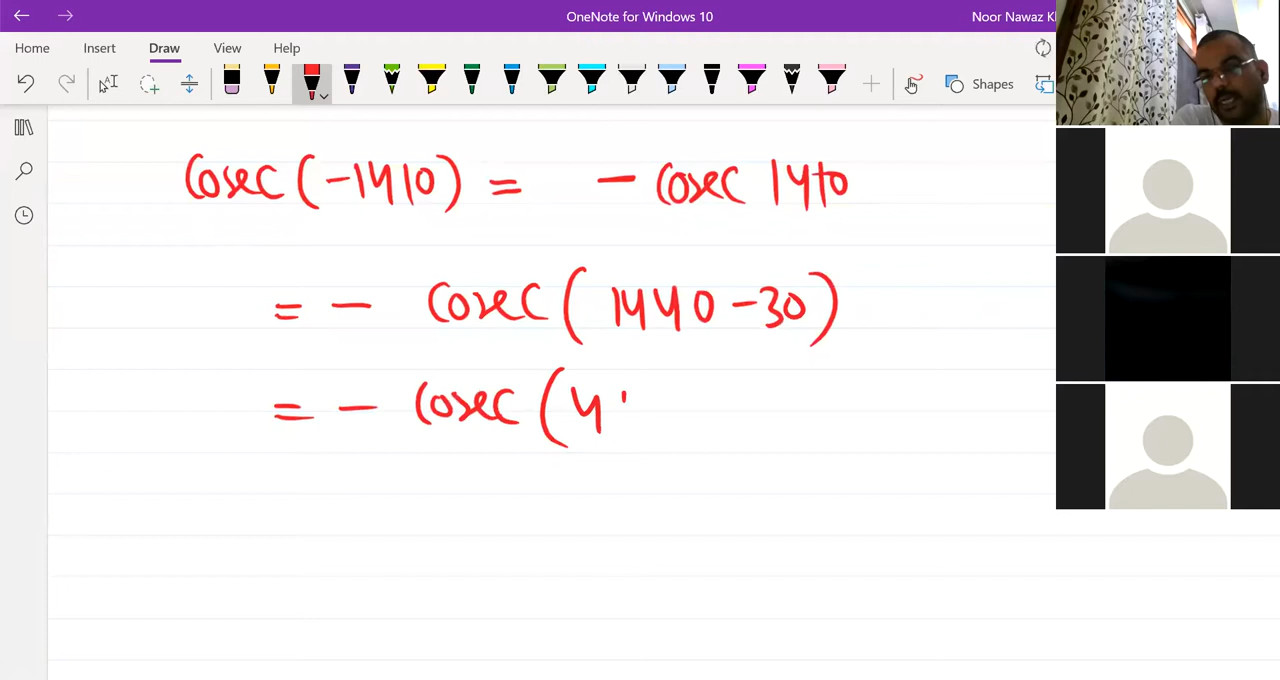 OneNote for Windows 10
Noor Nawaz Kh
Home Insert Draw View Help
Shapes
Cosec (-1410) = - Cosec 1410
= - Cosec (1440-30)
= - Cosec (4